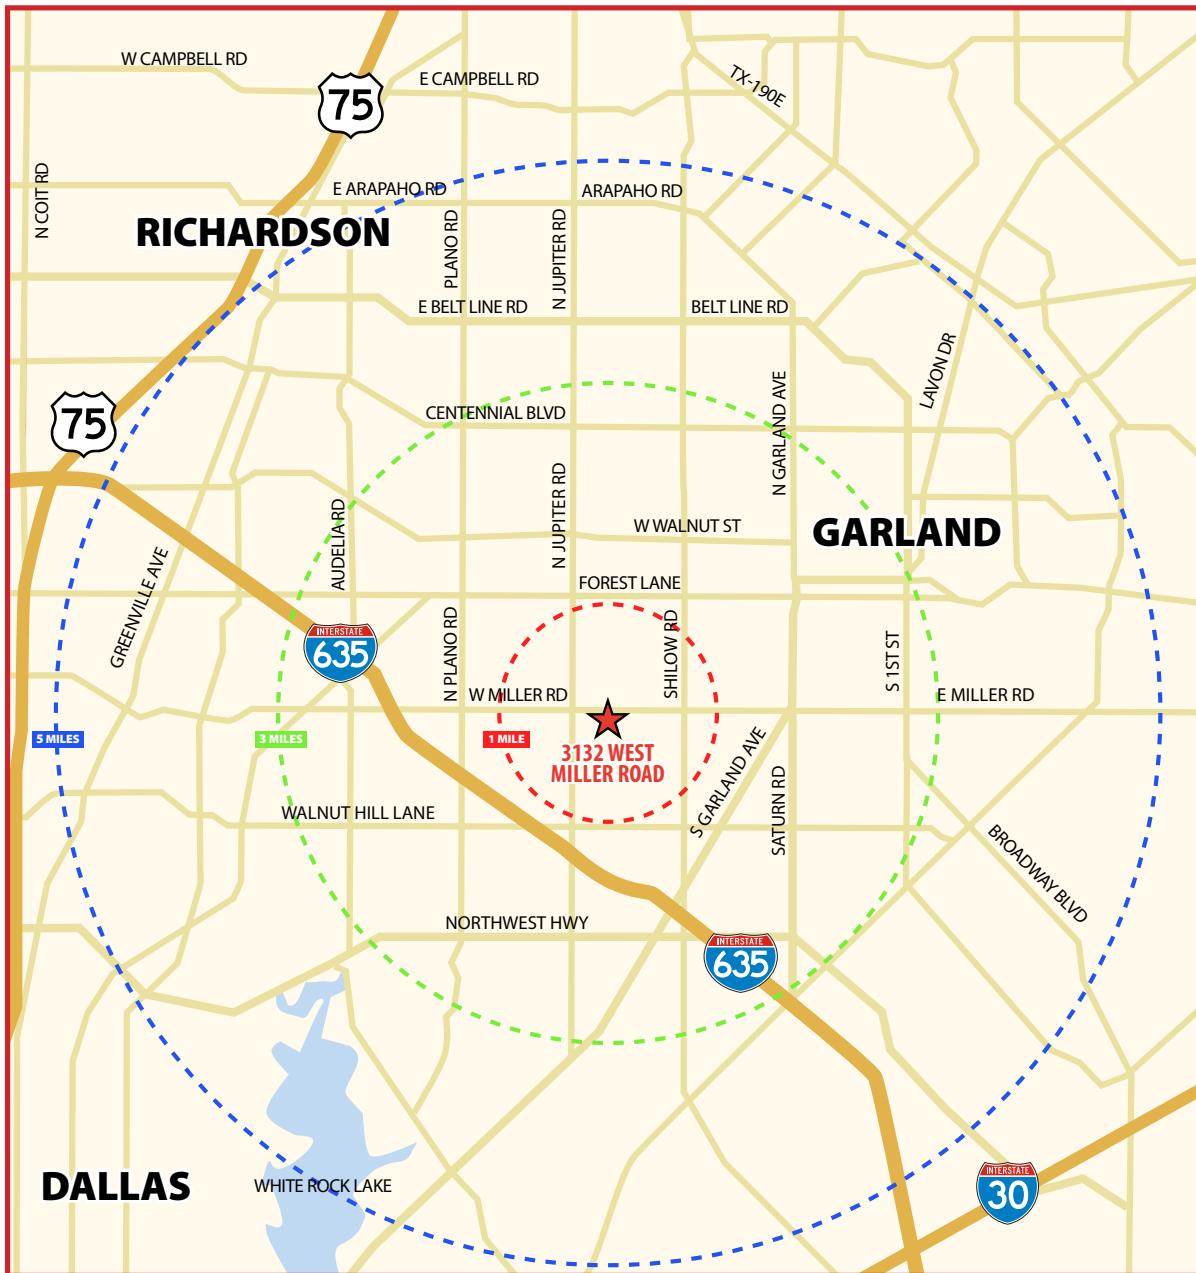 W CAMPBELL RD
E CAMPBELL RD
TX-190E
75
N COIT RD
E ARAPAHO RD
ARAPAHO RD
RICHARDSON
PLANO RD
N JUPITER RD
E BELT LINE RD
BELT LINE RD
LAVON DR
75
CENTENNIAL BLVD
N GARLAND AVE
N JUPITER RD
W WALNUT ST
GARLAND
AUDELIA RD
GREENVILLE AVE
FOREST LANE
INTERSTATE
635
N PLANO RD
SHILOW RD
S 1ST ST
W MILLER RD
E MILLER RD
5 MILES
3 MILES
1 MILE
3132 WEST
MILLER ROAD
S GARLAND AVE
SATURN RD
WALNUT HILL LANE
BROADWAY BLVD
NORTHWEST HWY
INTERSTATE
635
DALLAS
WHITE ROCK LAKE
INTERSTATE
30